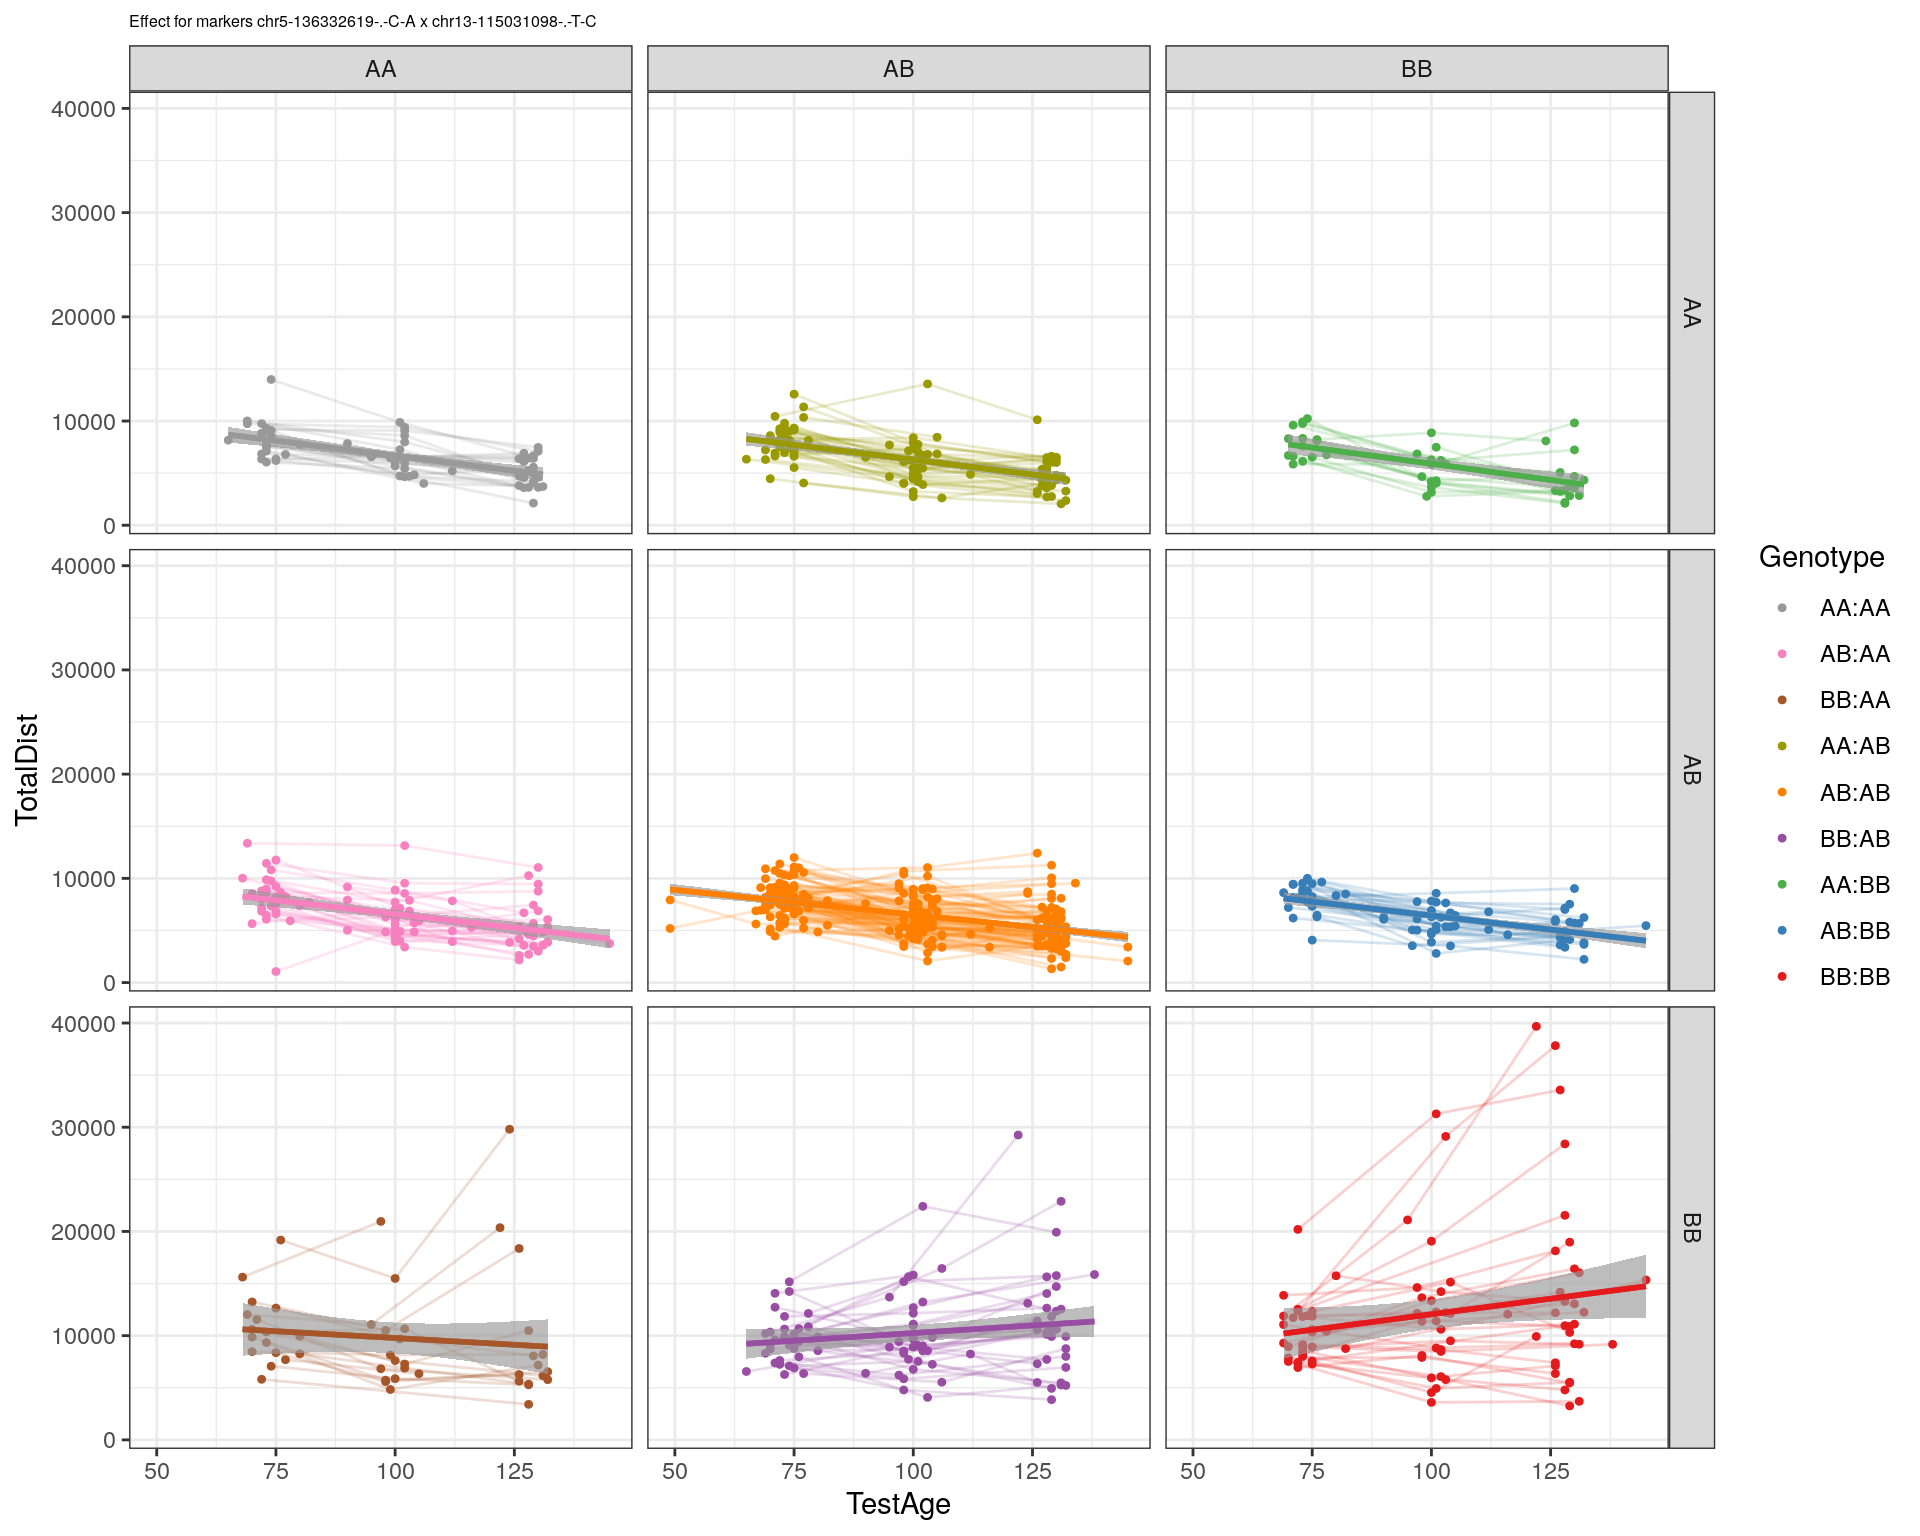 Effect for markers chr5-136332619-.-C-A x chr13-115031098-.-T-C
AA
AB
BB
40000
30000
20000
10000
0
AA
40000
30000
20000
10000
0
AB
40000
30000
20000
10000
0
BB
50
75
100
125
50
75
100
125
50
75
100
125
TestAge
TotalDist
Genotype
AA:AA
AB:AA
BB:AA
AA:AB
AB:AB
BB:AB
AA:BB
AB:BB
BB:BB